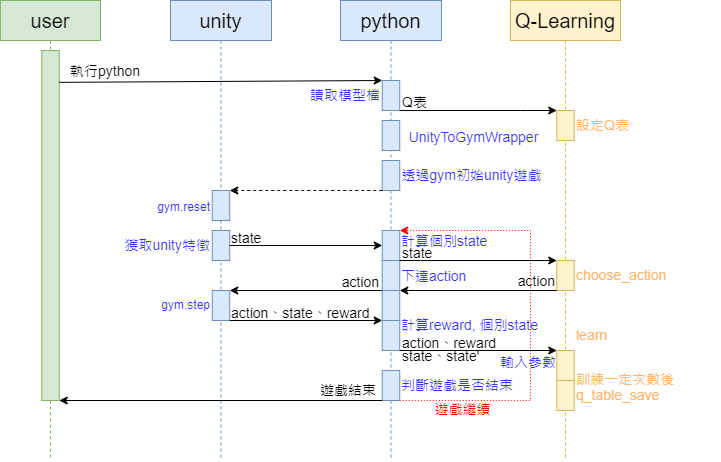 user
unity
python
Q-Learning
執行python
讀取模型檔
Q表
設定Q表
UnityToGymWrapper
透過gym初始unity遊戲
gym.reset
獲取unity特徵
state
計算個別state
state
下達action
choose_action
action
action
gym.step
action、state、reward
計算reward, 個別state
learn
action、reward
state、state'
輸入參數
訓練一定次數後
q_table_save
判斷遊戲是否結束
遊戲結束
遊戲繼續